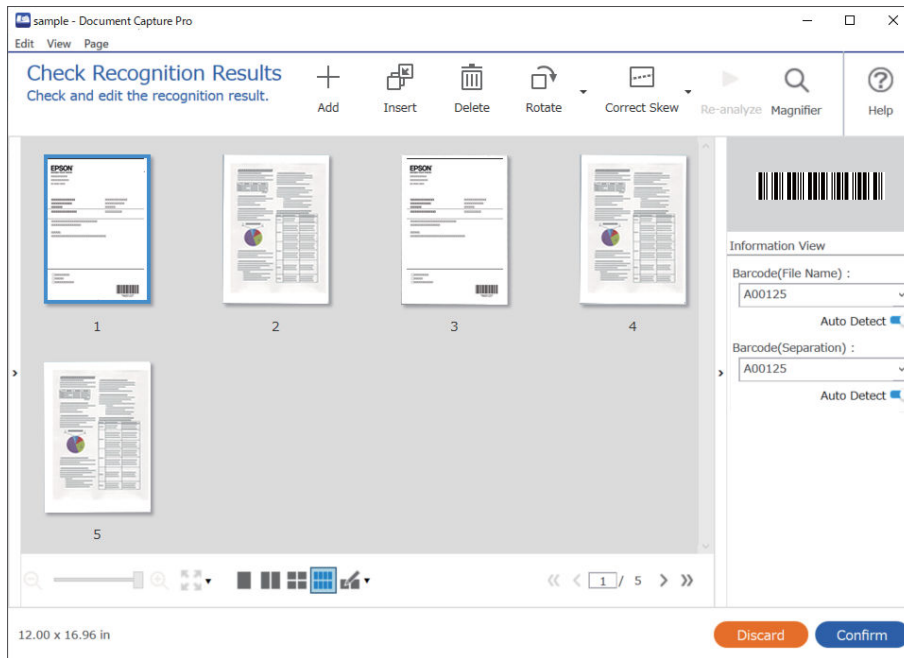 sample - Document Capture Pro
Edit View Page
Check Recognition Results
Check and edit the recognition result.
Add
Insert
Delete
Rotate
Correct Skew
Re-analyze
Magnifier
Help
EPSON
EPSON
1
2
3
4
5
Information View
Barcode(File Name) :
A00125
Auto Detect
Barcode(Separation) :
A00125
Auto Detect
1 / 5
12.00 x 16.96 in
Discard
Confirm